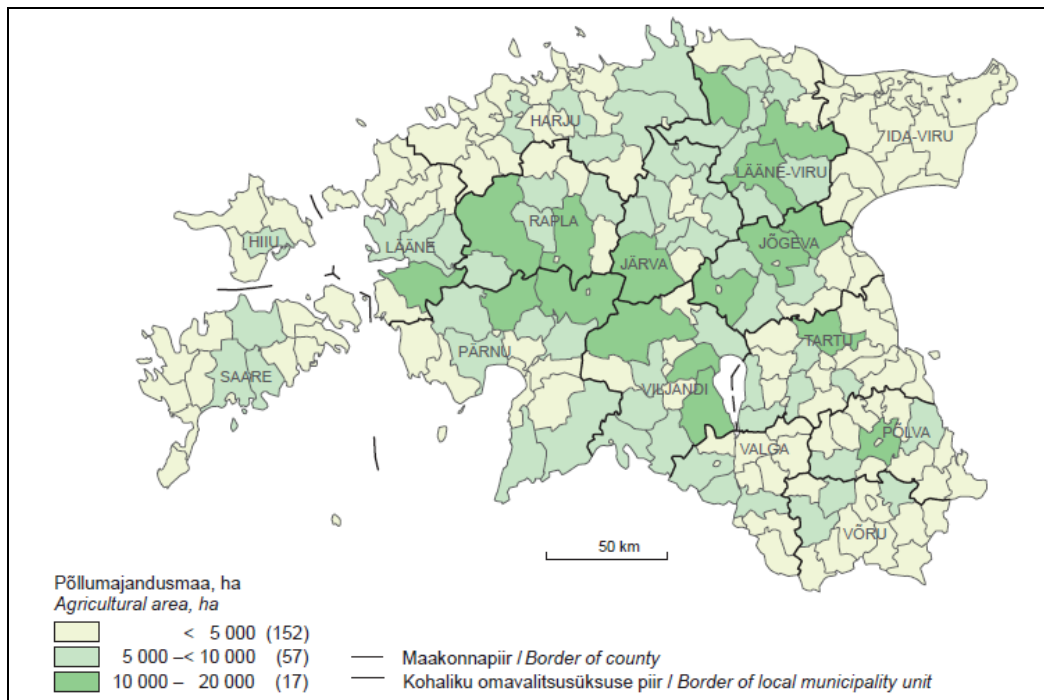 HARJU
IDA-VIRU
LÄÄNE-VIRU
RAPLA
HIIU
LÄÄNE
JÄRVA
JÕGEVA
TARTU
PÄRNU
SAARE
VILJANDI
PÕLVA
VALGA
VÕRU
50 km
Põllumajandusmaa, ha
Agricultural area, ha
< 5 000 (152)
5 000 –< 10 000 (57)
10 000 – 20 000 (17)
Maakonnapiir / Border of county
Kohaliku omavalitsusüksuse piir / Border of local municipality unit